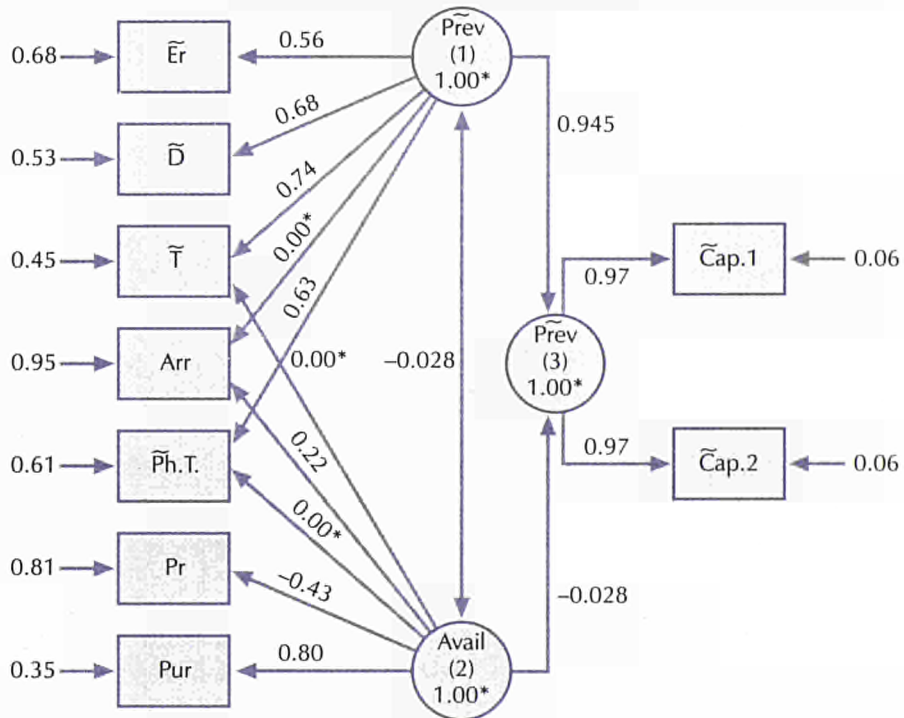 P̃rev
(1)
1.00*
0.68
Ẽr
0.56
0.945
0.53
D̃
0.68
0.45
T̃
0.74
0.00*
0.63
C̃ap.1
0.06
0.97
0.95
Arr
0.00*
−0.028
P̃rev
(3)
1.00*
0.61
P̃h.T.
0.22
0.97
C̃ap.2
0.06
0.00*
0.81
Pr
−0.43
−0.028
0.35
Pur
0.80
Avail
(2)
1.00*